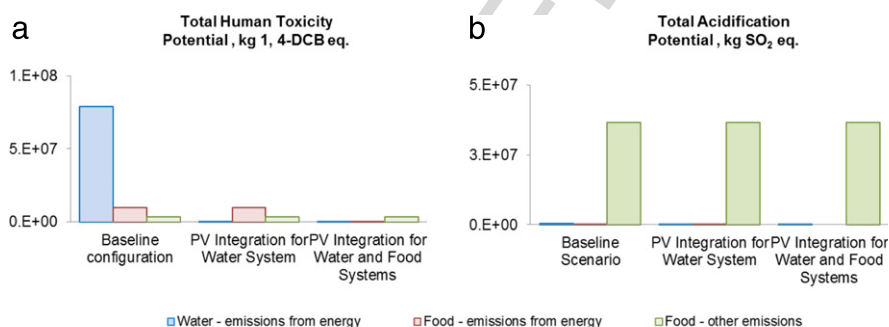 a
Total Human Toxicity
Potential , kg 1, 4-DCB eq.
1.E+08
5.E+07
0.E+00
Baseline
configuration
PV Integration for
Water System
PV Integration for
Water and Food
Systems
b
Total Acidification
Potential, kg SO₂ eq.
5.E+07
3.E+07
0.E+00
Baseline
Scenario
PV Integration for
Water System
PV Integration for
Water and Food
Systems
Water - emissions from energy
Food - emissions from energy
Food - other emissions